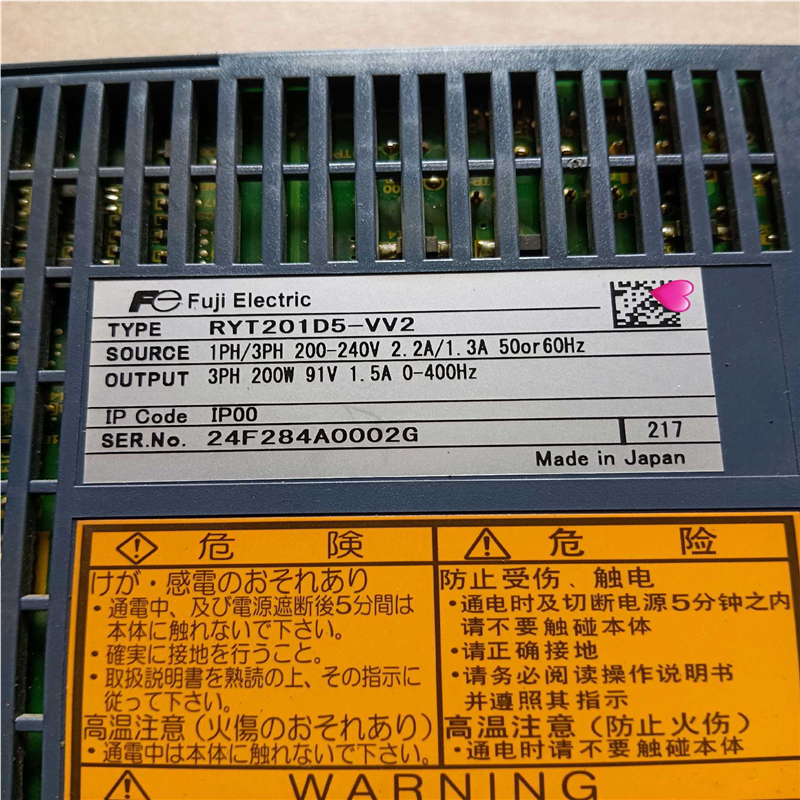 Fe Fuji Electric
TYPE RYT201D5-VV2
SOURCE 1PH/3PH 200-240V 2.2A/1.3A 50or60Hz
OUTPUT 3PH 200W 91V 1.5A 0-400Hz
IP Code IP00
SER.No. 24F284A0002G 217
Made in Japan
危 険
けが・感電のおそれあり
・通電中、及び電源遮断後5分間は
本体に触れないで下さい。
・確実に接地を行うこと。
・取扱説明書を熟読の上、その指示に
従って下さい。
高温注意(火傷のおそれあり)
・通電中は本体に触れないで下さい。
危 险
防止受伤、触电
・通电时及切断电源5分钟之内
请不要触碰本体
・请正确接地
・请务必阅读操作说明书
并遵照其指示
高温注意(防止火伤)
・通电时请不要触碰本体
WARNING